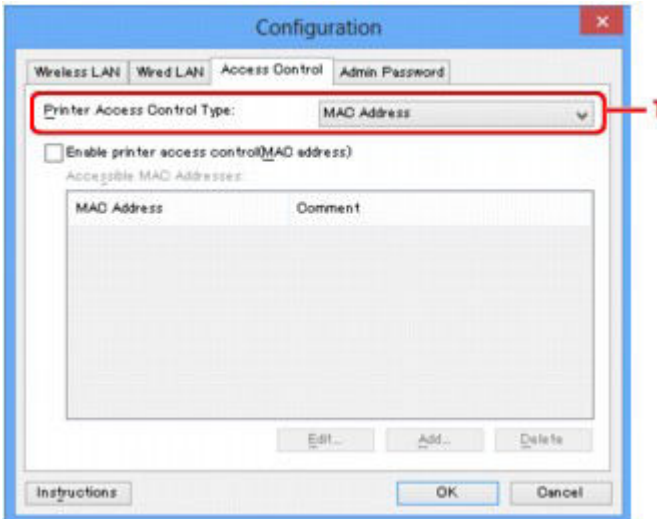 Configuration
Wireless LAN Wired LAN Access Control Admin Password
Printer Access Control Type: MAC Address 1
Enable printer access control(MAC address)
Accessible MAC Addresses:
MAC Address Comment
Edit... Add... Delete
Instructions OK Cancel